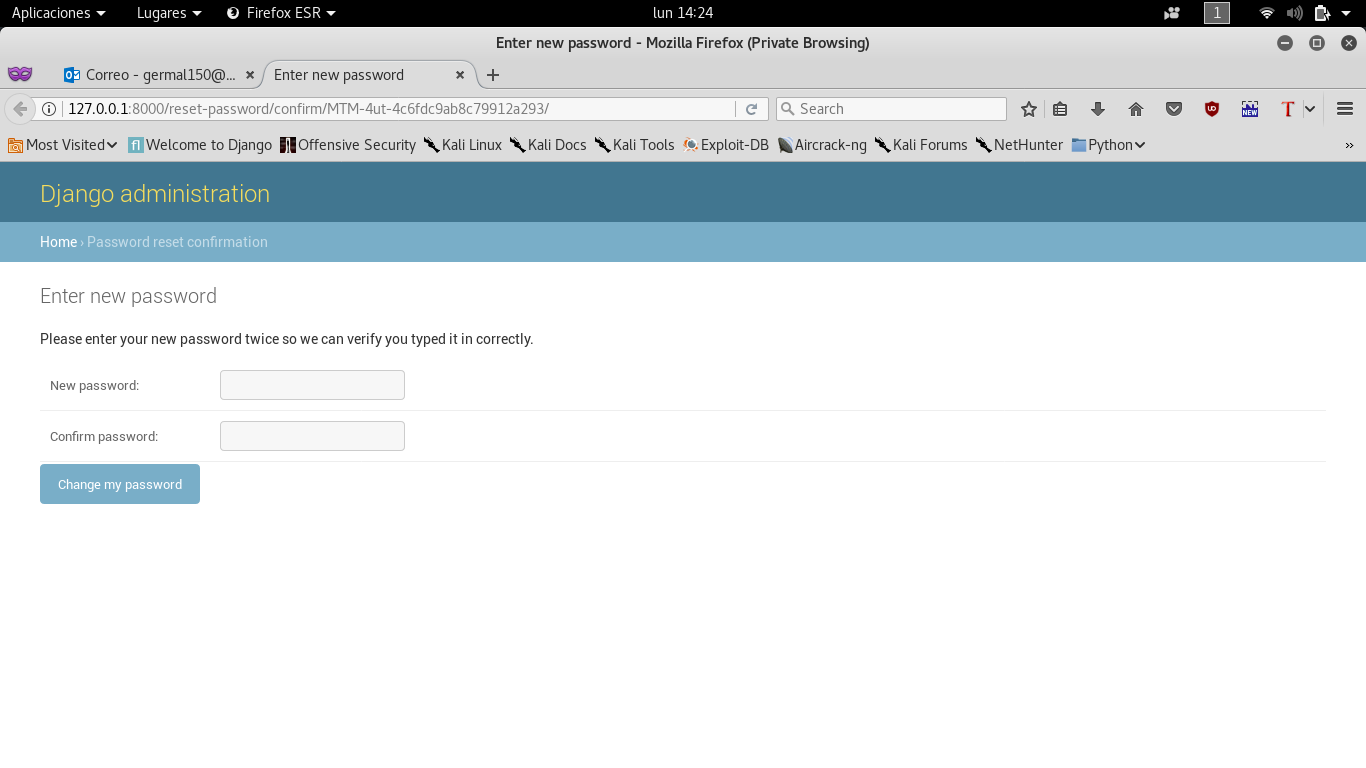 Aplicaciones Lugares Firefox ESR lun 14:24 1
Enter new password - Mozilla Firefox (Private Browsing)
Correo - germal150@... Enter new password
127.0.0.1:8000/reset-password/confirm/MTM-4ut-4c6fdc9ab8c79912a293/ Search NEW T
Most Visited Welcome to Django Offensive Security Kali Linux Kali Docs Kali Tools Exploit-DB Aircrack-ng Kali Forums NetHunter Python »
Django administration
Home › Password reset confirmation
Enter new password
Please enter your new password twice so we can verify you typed it in correctly.
New password:
Confirm password:
Change my password